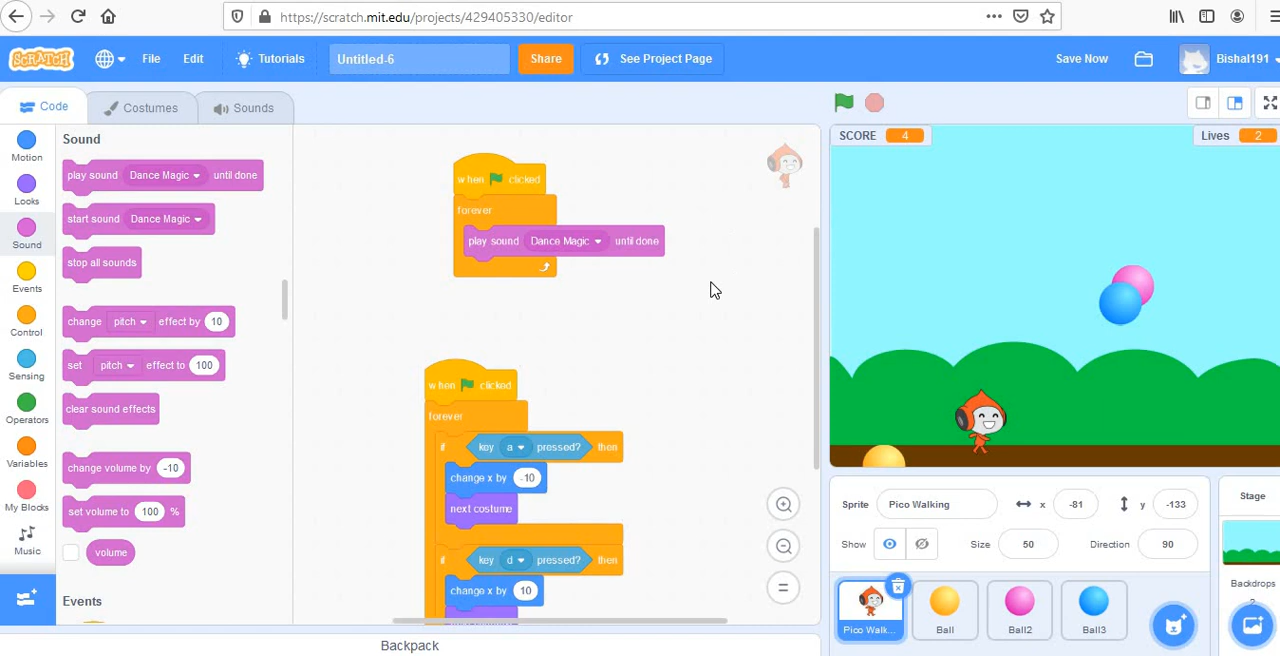 https://scratch.mit.edu/projects/429405330/editor
SCRATCH
File
Edit
Tutorials
Untitled-6
Share
See Project Page
Save Now
Bishal191
Code
Costumes
Sounds
Motion
Looks
Sound
Events
Control
Sensing
Operators
Variables
My Blocks
Music
Sound
play sound Dance Magic until done
start sound Dance Magic
stop all sounds
change pitch effect by 10
set pitch effect to 100
clear sound effects
change volume by -10
set volume to 100 %
volume
Events
when clicked
forever
play sound Dance Magic until done
when clicked
forever
if key a pressed? then
change x by -10
next costume
if key d pressed? then
change x by 10
Backpack
SCORE 4
Lives 2
Sprite Pico Walking x -81 y -133
Show Size 50 Direction 90
Pico Walk...
Ball
Ball2
Ball3
Stage
Backdrops